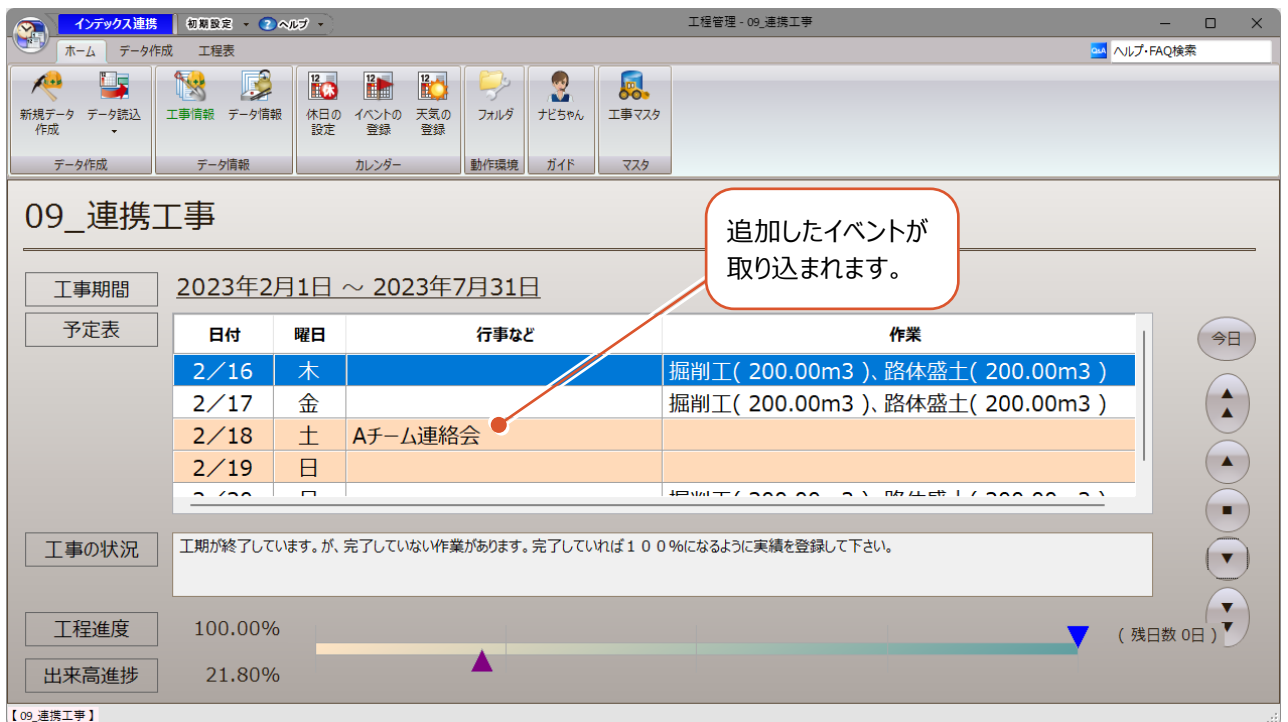 インデックス連携 初期設定 ヘルプ 工程管理 - 09_連携工事
ホーム データ作成 工程表 Q&A ヘルプ・FAQ検索
新規データ作成 データ読込 工事情報 データ情報 休日の設定 イベントの登録 天気の登録 フォルダ ナビちゃん 工事マスタ
データ作成 データ情報 カレンダー 動作環境 ガイド マスタ
09_連携工事
追加したイベントが
取り込まれます。
工事期間 2023年2月1日 ～ 2023年7月31日
予定表
日付 曜日 行事など 作業
今日
2／16 木 掘削工( 200.00m3 )、路体盛土( 200.00m3 )
2／17 金 掘削工( 200.00m3 )、路体盛土( 200.00m3 )
2／18 土 Aチーム連絡会
2／19 日
工事の状況 工期が終了しています。が、完了していない作業があります。完了していれば１００％になるように実績を登録して下さい。
工程進度 100.00% ( 残日数 0日 )
出来高進捗 21.80%
【 09_連携工事 】